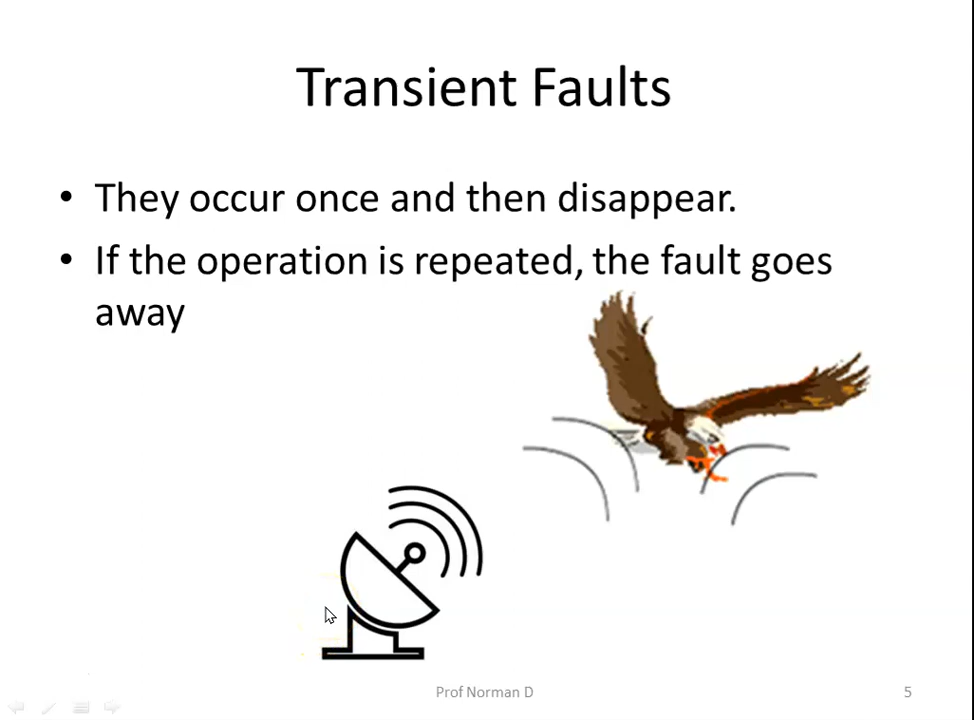 Transient Faults
• They occur once and then disappear.
• If the operation is repeated, the fault goes
away
Prof Norman D
5